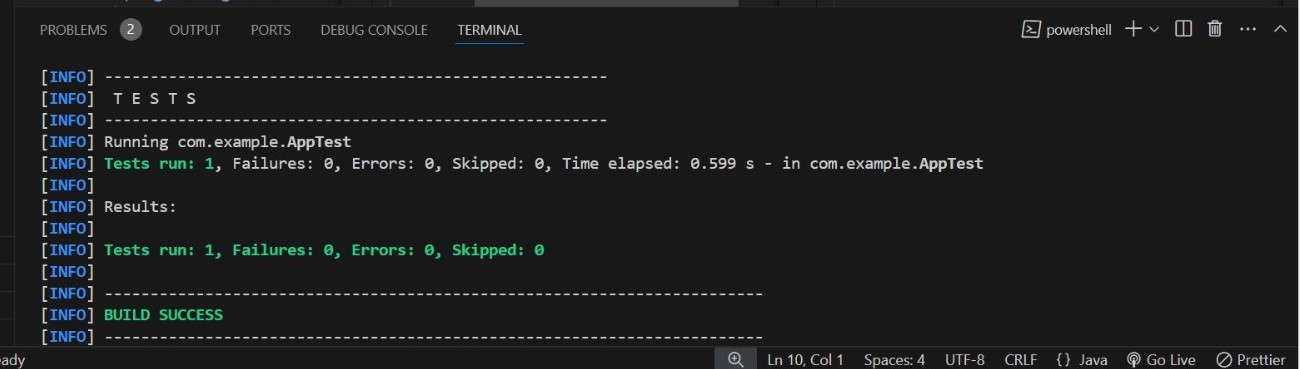 PROBLEMS 2 OUTPUT PORTS DEBUG CONSOLE TERMINAL powershell
[INFO] -------------------------------------------------------
[INFO]  T E S T S
[INFO] -------------------------------------------------------
[INFO] Running com.example.AppTest
[INFO] Tests run: 1, Failures: 0, Errors: 0, Skipped: 0, Time elapsed: 0.599 s - in com.example.AppTest
[INFO]
[INFO] Results:
[INFO]
[INFO] Tests run: 1, Failures: 0, Errors: 0, Skipped: 0
[INFO]
[INFO] ------------------------------------------------------------------------
[INFO] BUILD SUCCESS
[INFO] ------------------------------------------------------------------------
eady Ln 10, Col 1 Spaces: 4 UTF-8 CRLF {} Java Go Live Prettier